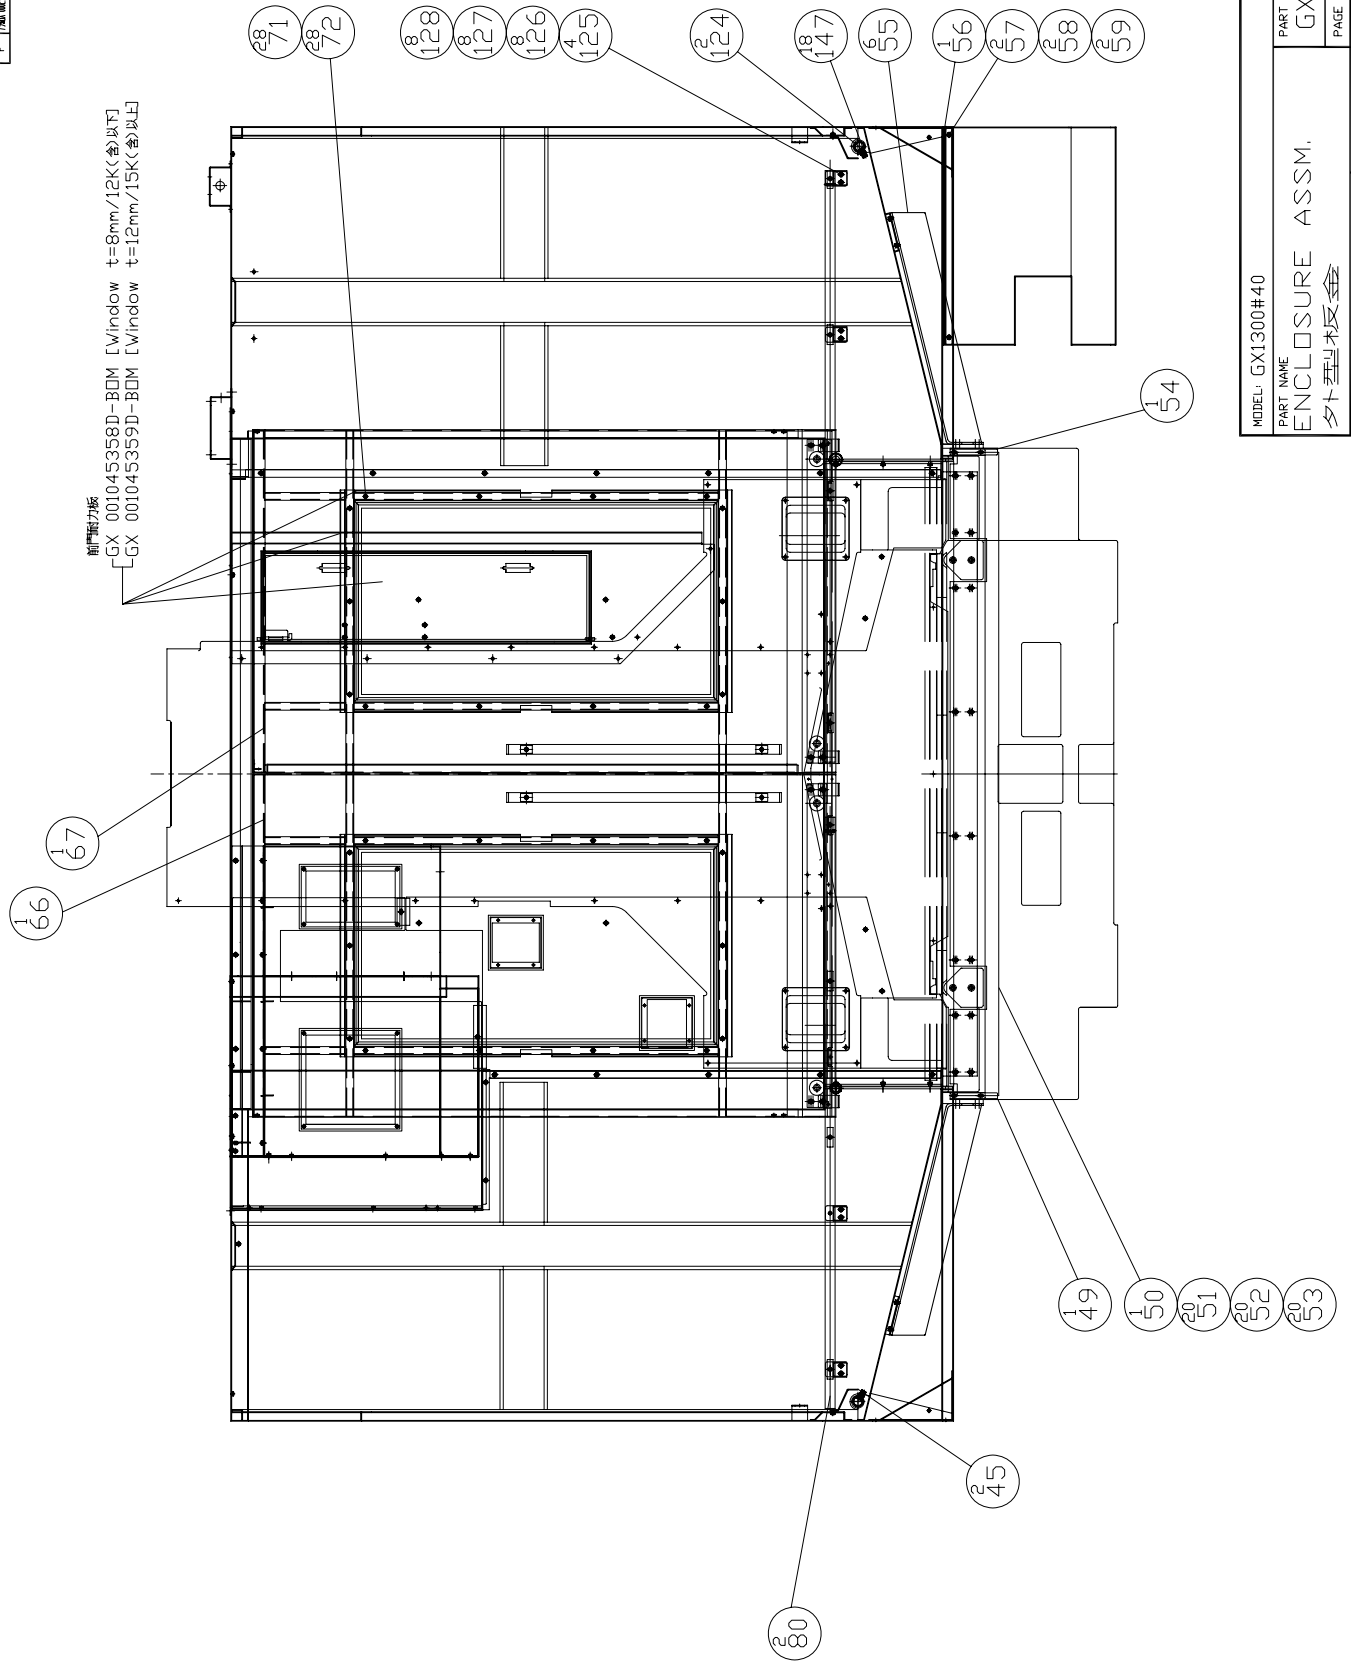 前門耐力板
GX 001045358D-BOM [Window t=8mm/12K(含)以下]
GX 001045359D-BOM [Window t=12mm/15K(含)以上]
1 66
1 67
28 71
28 72
8 128
8 127
8 126
4 125
2 124
18 147
6 55
1 56
2 57
2 58
2 59
1 54
2 80
2 45
1 49
1 50
20 51
20 52
20 53
MODEL: GX1300#40
PART NAME
ENCLOSURE ASSM.
外型板金
PART
GX
PAGE